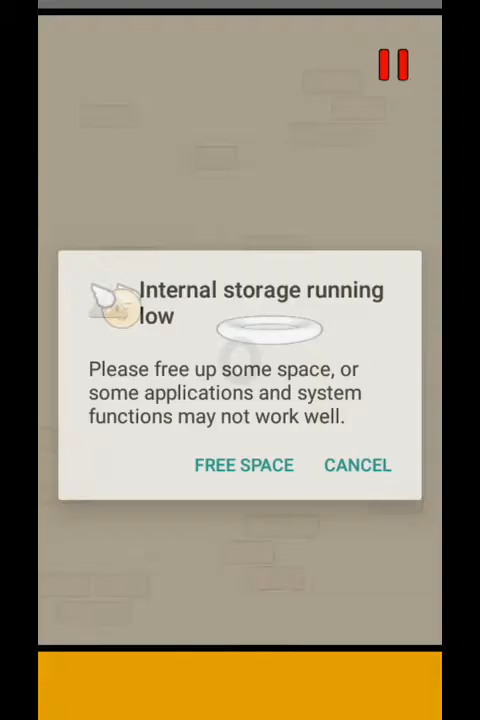 Internal storage running
low
Please free up some space, or
some applications and system
functions may not work well.
FREE SPACE CANCEL